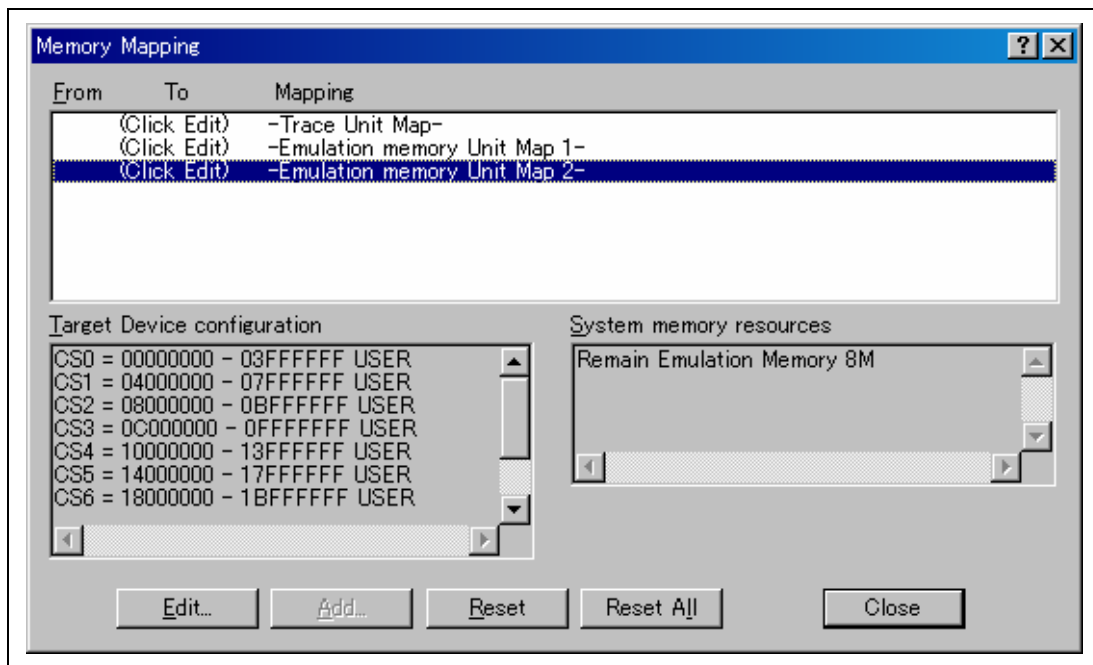 Memory Mapping
From To Mapping
(Click Edit) -Trace Unit Map-
(Click Edit) -Emulation memory Unit Map 1-
(Click Edit) -Emulation memory Unit Map 2-
Target Device configuration
CS0 = 00000000 - 03FFFFFF USER
CS1 = 04000000 - 07FFFFFF USER
CS2 = 08000000 - 0BFFFFFF USER
CS3 = 0C000000 - 0FFFFFFF USER
CS4 = 10000000 - 13FFFFFF USER
CS5 = 14000000 - 17FFFFFF USER
CS6 = 18000000 - 1BFFFFFF USER
System memory resources
Remain Emulation Memory 8M
Edit... Add... Reset Reset All Close